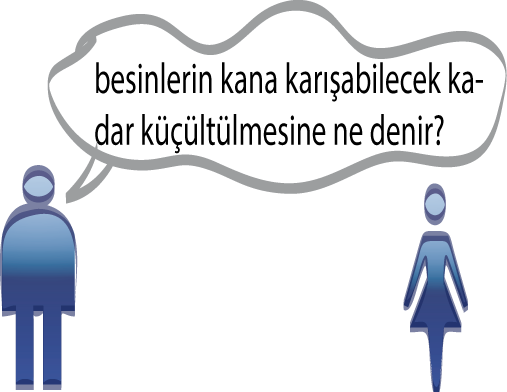 besinlerin kana karışabilecek ka-
dar küçültülmesine ne denir?